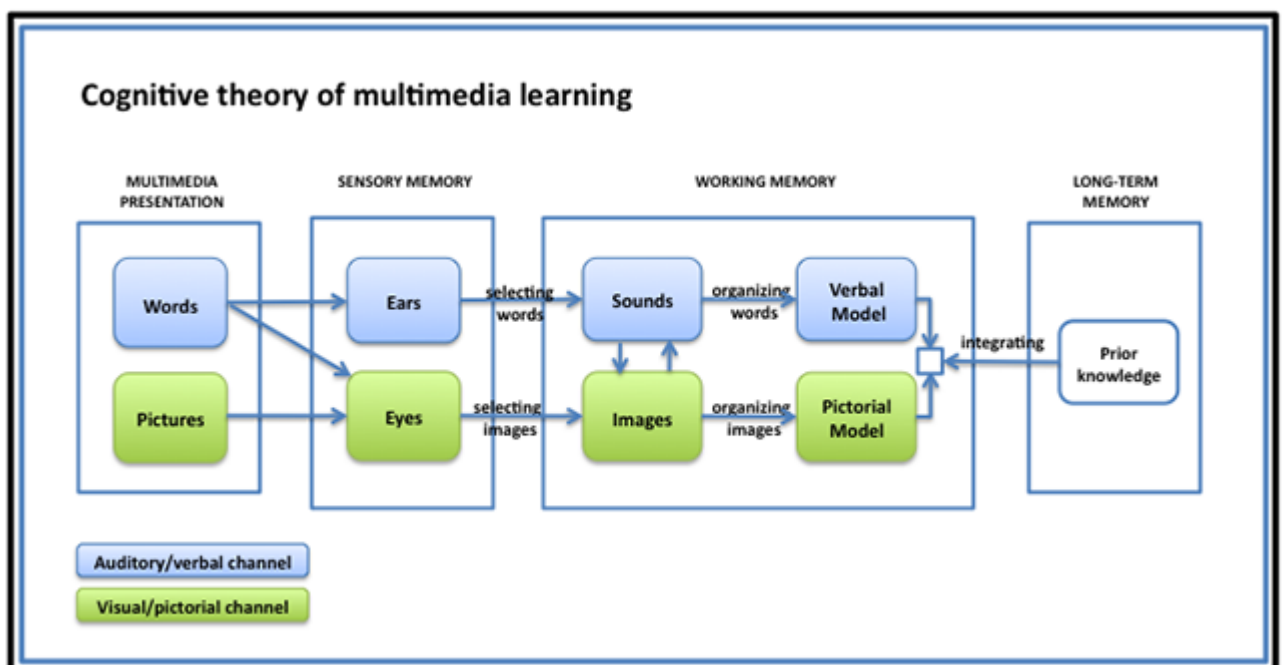 Cognitive theory of multimedia learning
MULTIMEDIA
PRESENTATION
SENSORY MEMORY
WORKING MEMORY
LONG-TERM
MEMORY
Words
Ears
selecting
words
Sounds
organizing
words
Verbal
Model
integrating
Prior
knowledge
Pictures
Eyes
selecting
images
Images
organizing
images
Pictorial
Model
Auditory/verbal channel
Visual/pictorial channel